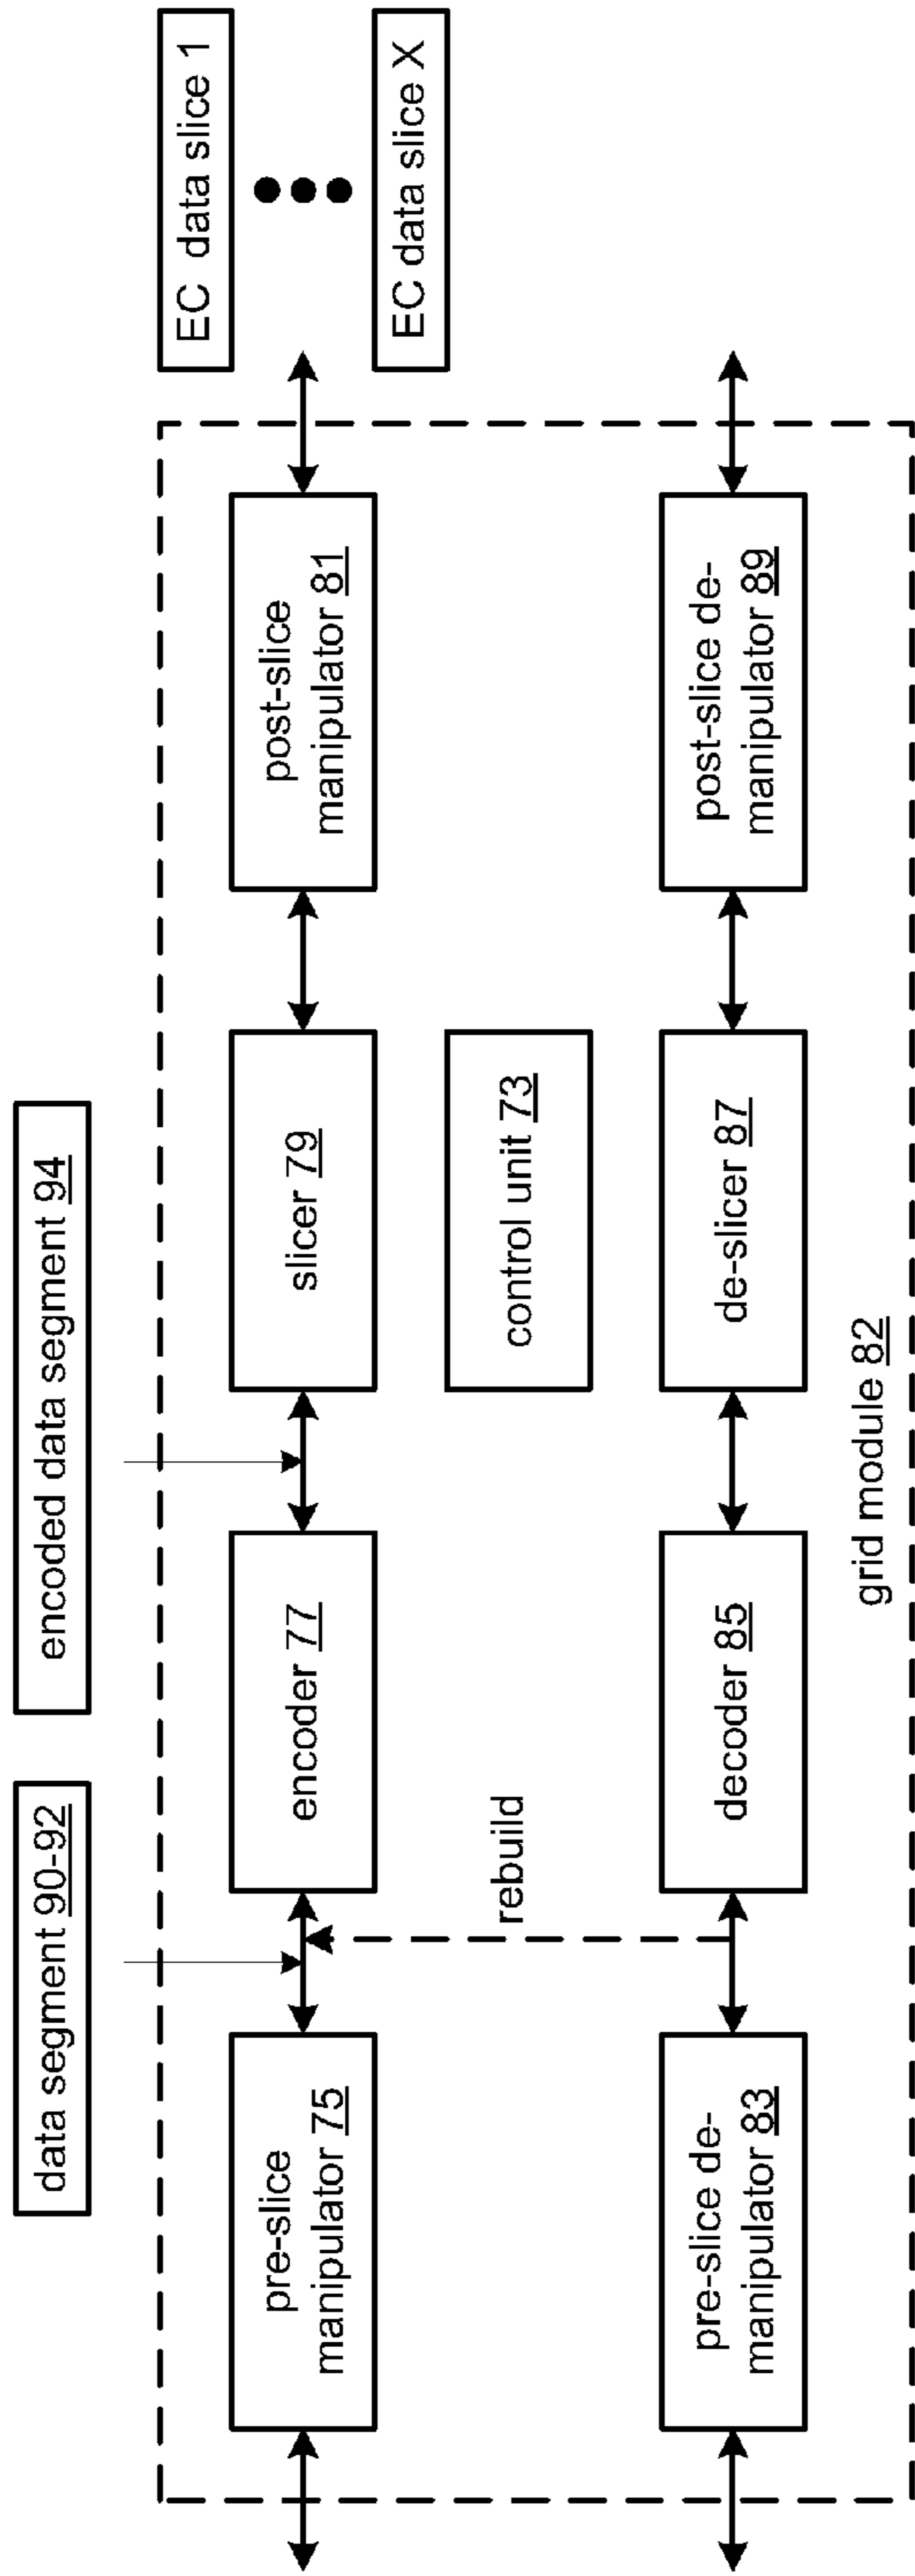 data segment 90-92
encoded data segment 94
EC data slice 1
EC data slice X
pre-slice
manipulator 75
encoder 77
slicer 79
post-slice
manipulator 81
rebuild
control unit 73
pre-slice de-
manipulator 83
decoder 85
de-slicer 87
post-slice de-
manipulator 89
grid module 82